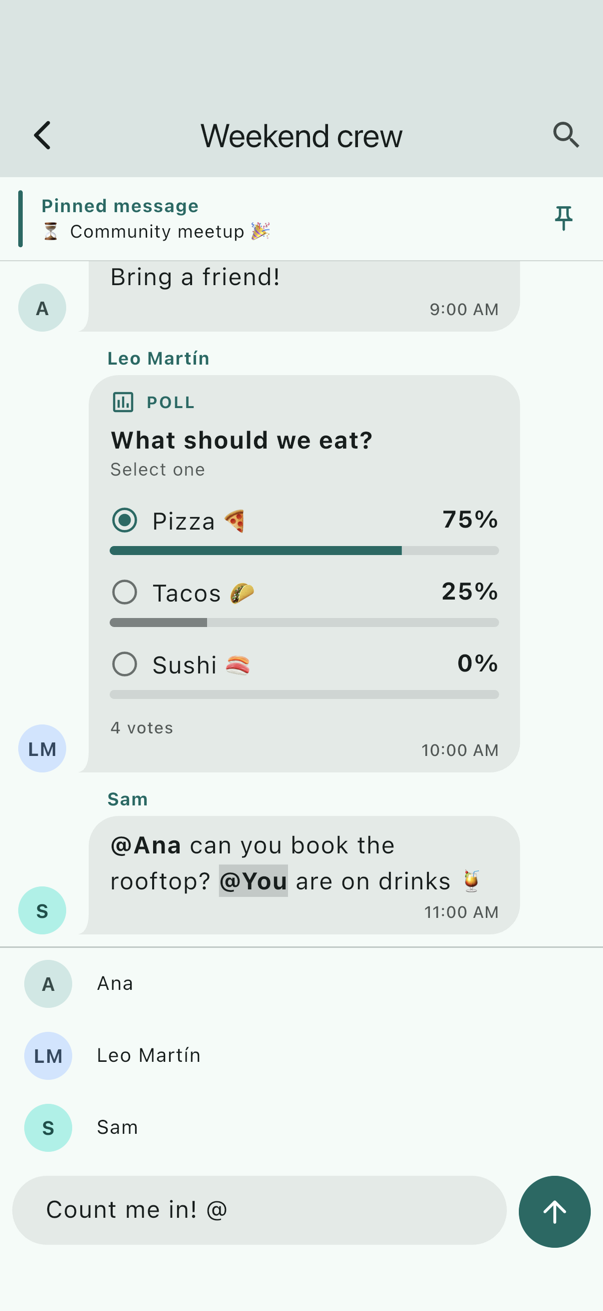 Weekend crew
Pinned message
⏳ Community meetup 🎉
Bring a friend!
A
9:00 AM
Leo Martín
POLL
What should we eat?
Select one
Pizza 🍕 75%
Tacos 🌮 25%
Sushi 🍣 0%
4 votes
LM
10:00 AM
Sam
@Ana can you book the
rooftop? @You are on drinks 🍹
S
11:00 AM
A Ana
LM Leo Martín
S Sam
Count me in! @